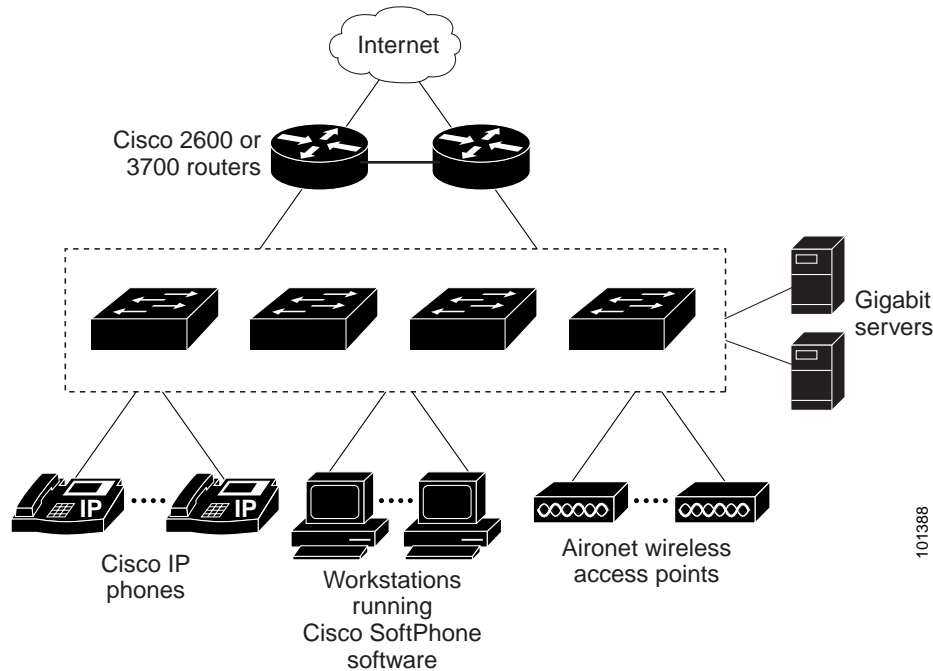 Internet
Cisco 2600 or
3700 routers
Gigabit
servers
IP
IP
Cisco IP
phones
Workstations
running
Cisco SoftPhone
software
Aironet wireless
access points
101388